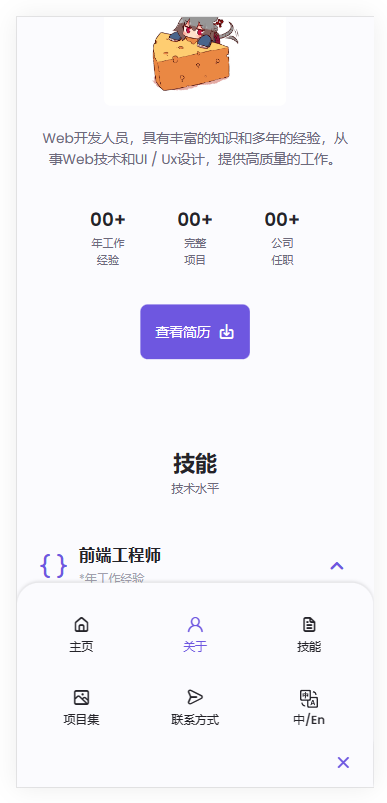 Web开发人员，具有丰富的知识和多年的经验，从
事Web技术和UI / Ux设计，提供高质量的工作。
00+ 00+ 00+
年工作 完整 公司
经验 项目 任职
查看简历
技能
技术水平
前端工程师
*年工作经验
主页 关于 技能
项目集 联系方式 中/En